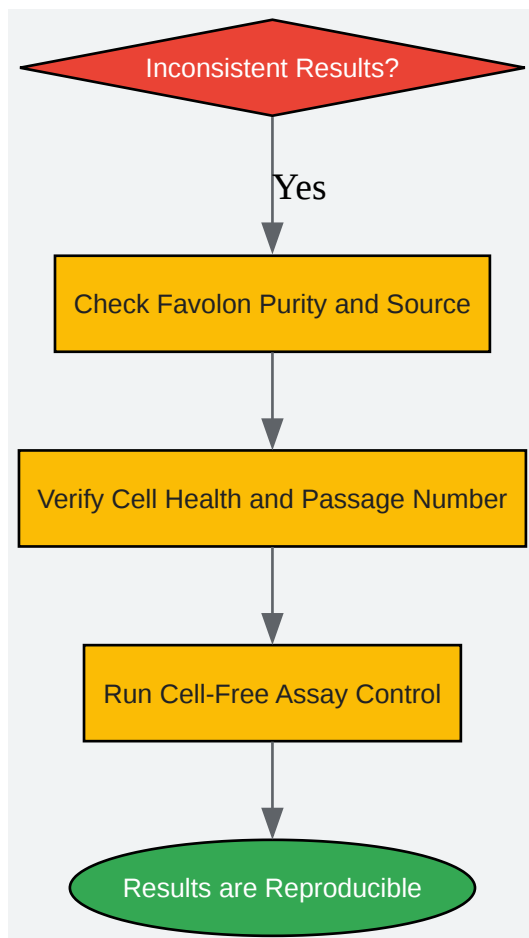 Inconsistent Results?
Yes
Check Favolon Purity and Source
Verify Cell Health and Passage Number
Run Cell-Free Assay Control
Results are Reproducible